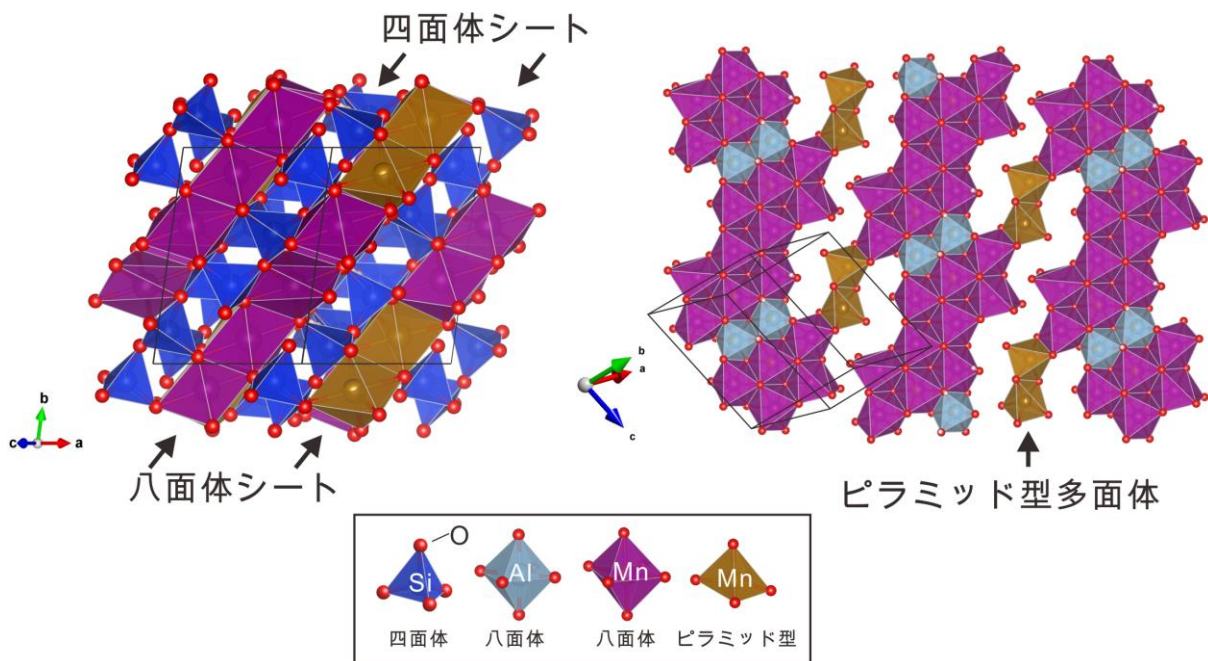 四面体シート
b
c
a
八面体シート
b
a
c
ピラミッド型多面体
O
Si
Al
Mn
Mn
四面体
八面体
八面体
ピラミッド型